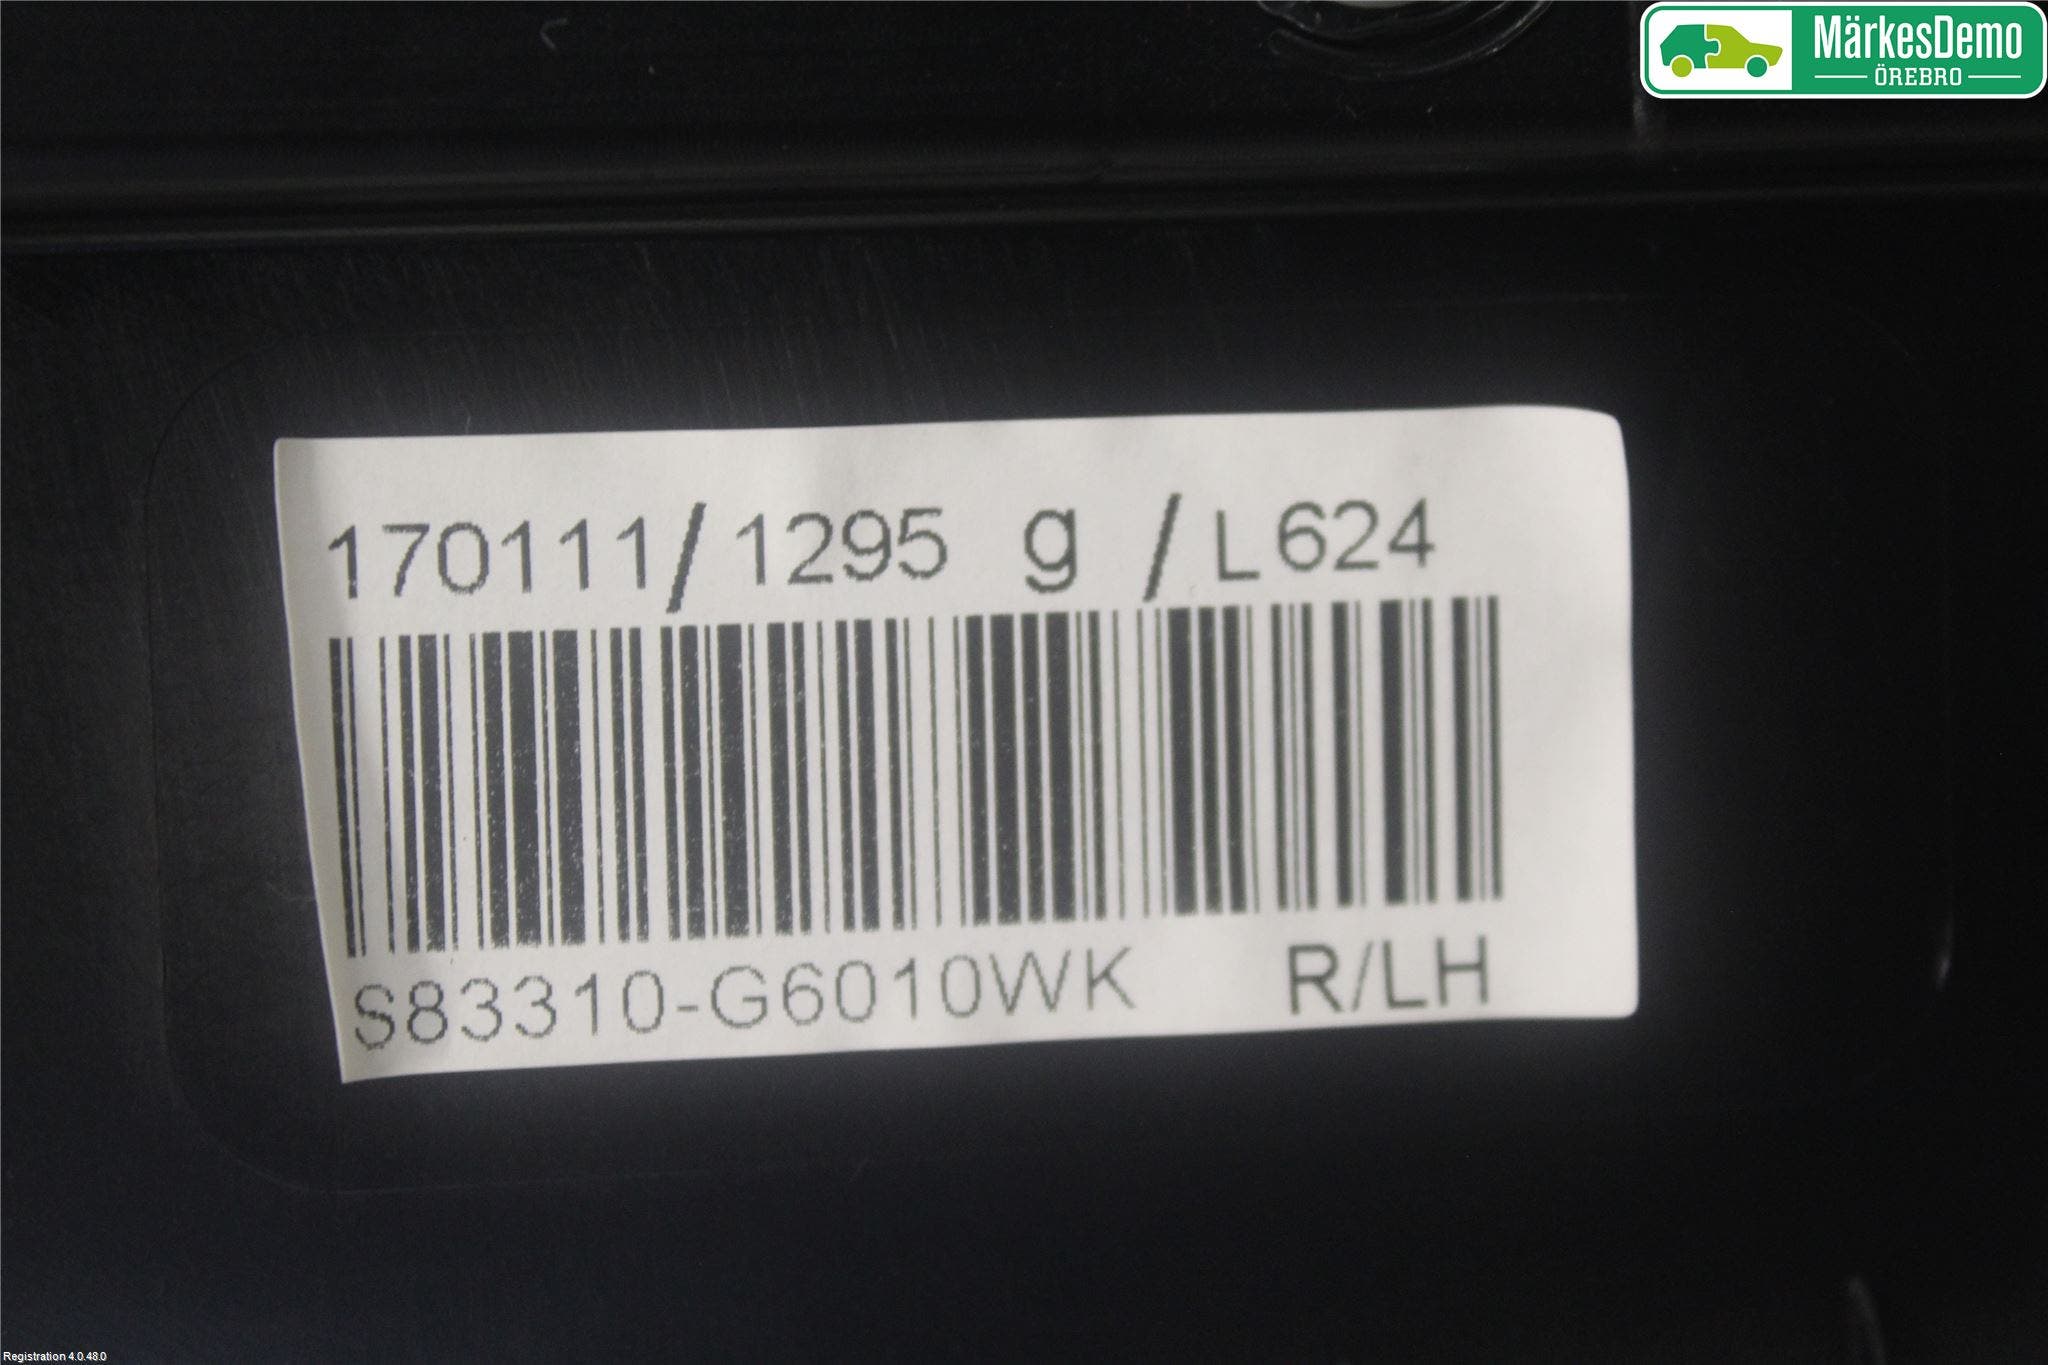 MärkesDemo
ÖREBRO
170111/1295 g /L624
S83310-G6010WK R/LH
Registration 4.0.48.0